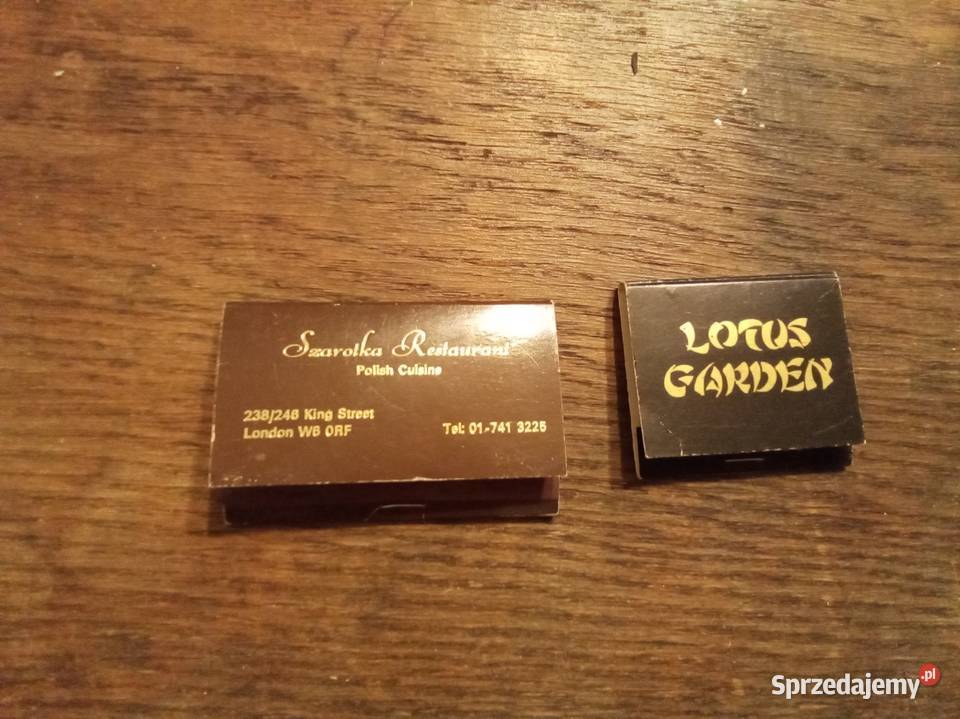 Szarotka Restaurant
Polish Cuisine
238/246 King Street
London W6 0RF
Tel: 01-741 3225
LOTUS
GARDEN
Sprzedajemy.pl